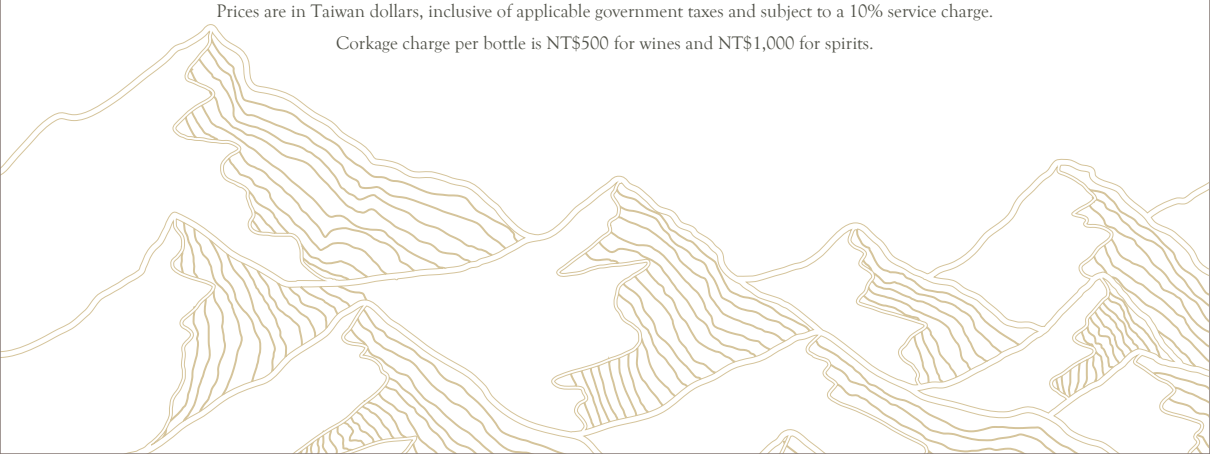 Prices are in Taiwan dollars, inclusive of applicable government taxes and subject to a 10% service charge.
Corkage charge per bottle is NT$500 for wines and NT$1,000 for spirits.